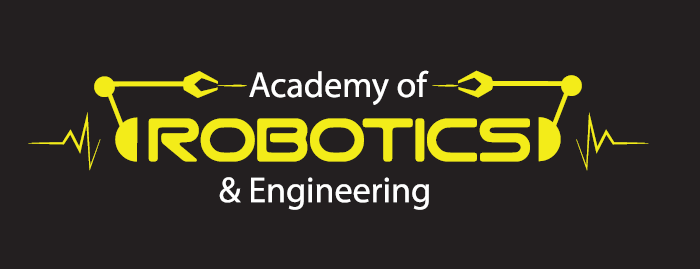 Academy of
ROBOTICS
& Engineering